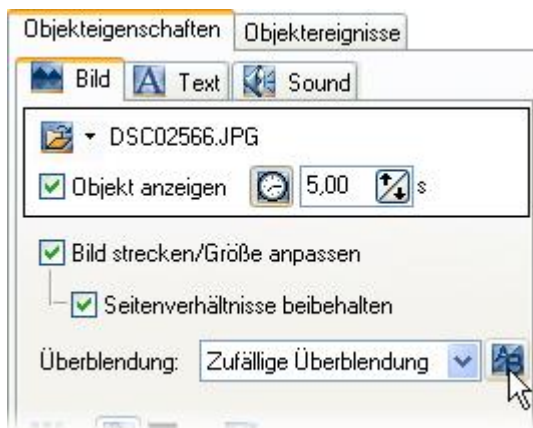 Objekteigenschaften Objektereignisse
Bild Text Sound
DSC02566.JPG
Objekt anzeigen 5,00 s
Bild strecken/Größe anpassen
Seitenverhältnisse beibehalten
Überblendung: Zufällige Überblendung